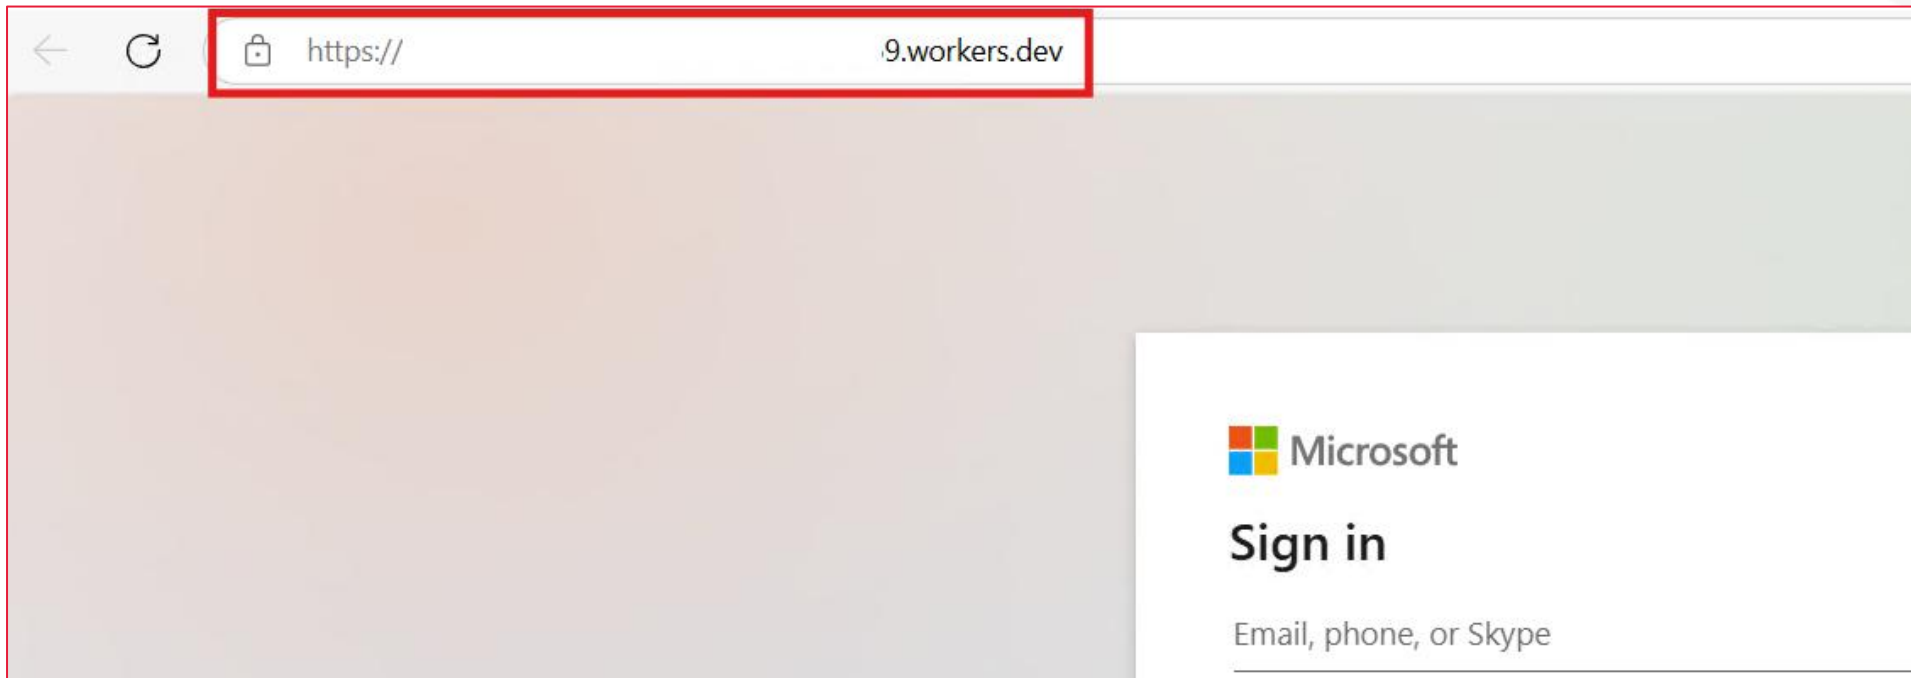 https:// 9.workers.dev
Microsoft
Sign in
Email, phone, or Skype